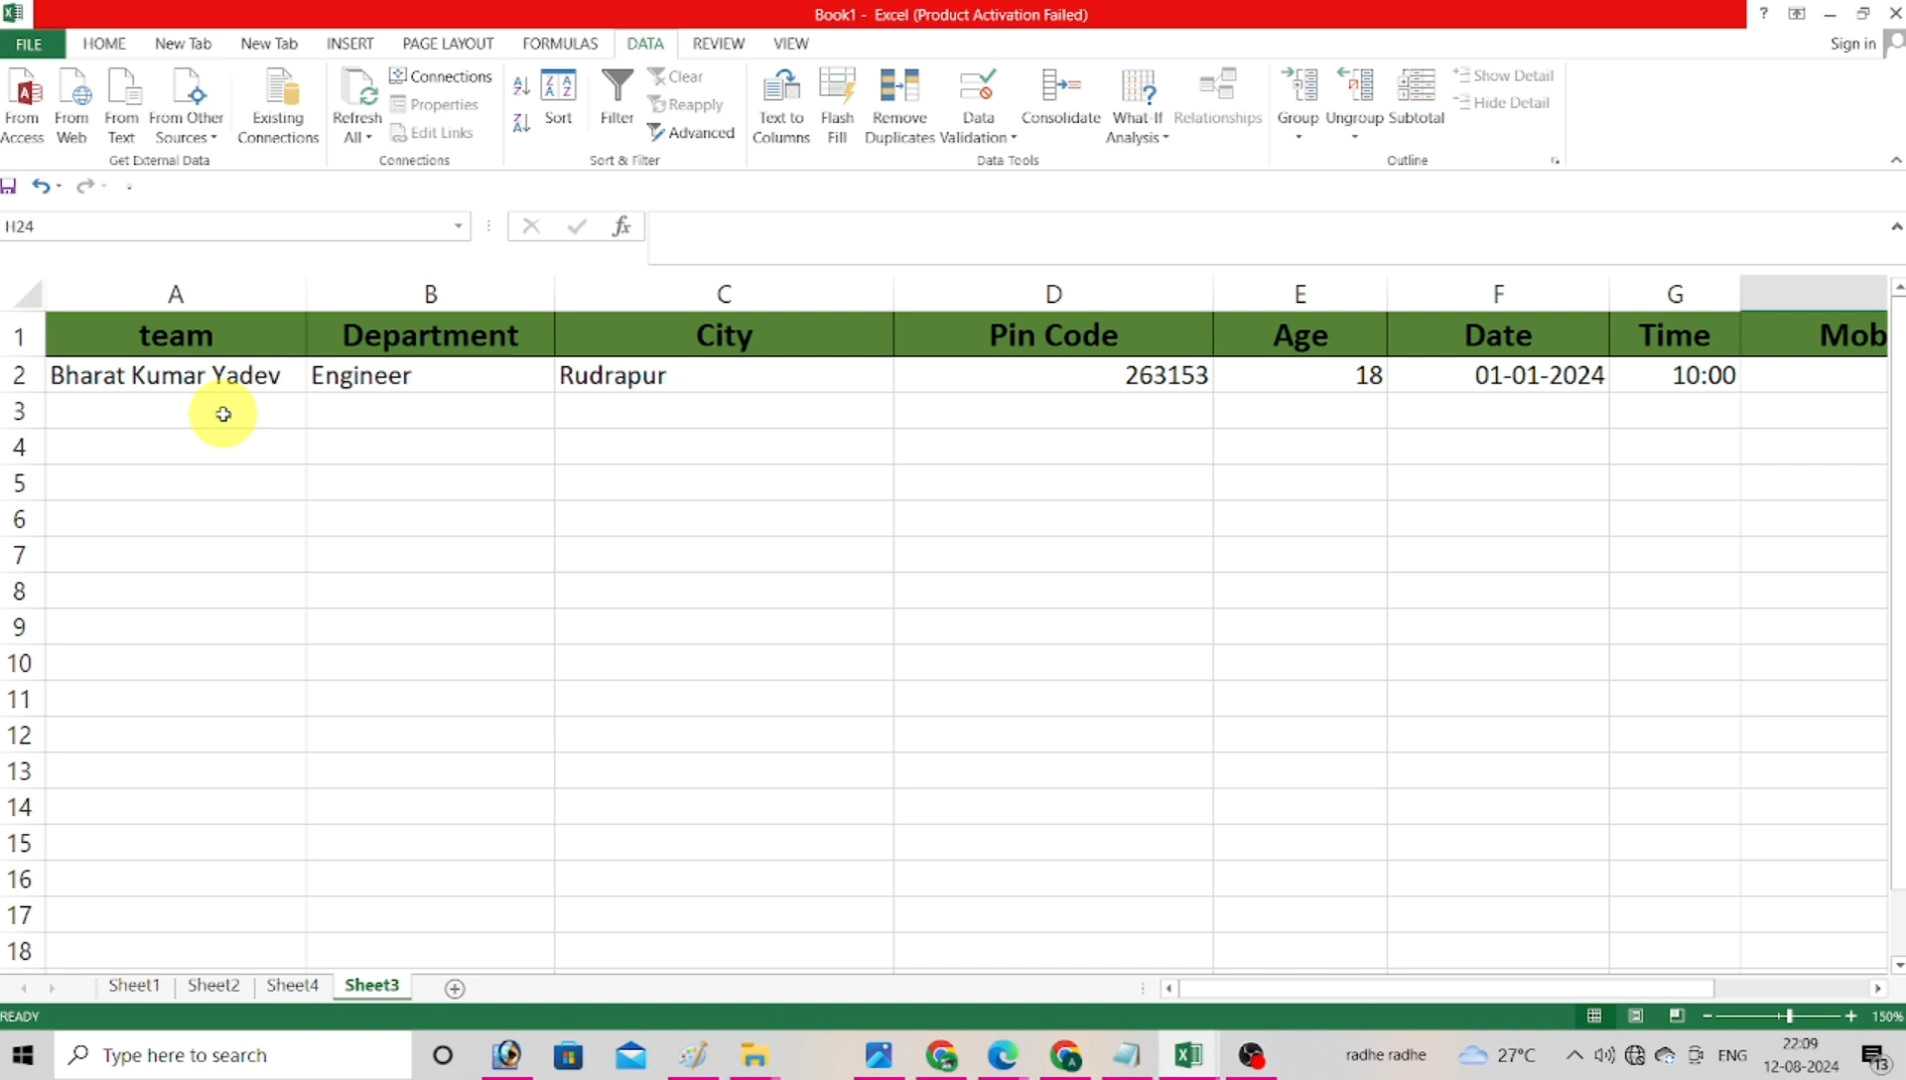 Book1 - Excel (Product Activation Failed)
FILE HOME New Tab New Tab INSERT PAGE LAYOUT FORMULAS DATA REVIEW VIEW Sign in
From Access
From Web
From Text
From Other Sources
Existing Connections
Refresh All
Connections
Properties
Edit Links
Sort
Filter
Clear
Reapply
Advanced
Text to Columns
Flash Fill
Remove Duplicates
Data Validation
Consolidate
What-If Analysis
Relationships
Group
Ungroup
Subtotal
Show Detail
Hide Detail
Get External Data Connections Sort & Filter Data Tools Outline
H24 fx
A B C D E F G
1 team Department City Pin Code Age Date Time Mob
2 Bharat Kumar Yadev Engineer Rudrapur 263153 18 01-01-2024 10:00
3
4
5
6
7
8
9
10
11
12
13
14
15
16
17
18
Sheet1 Sheet2 Sheet4 Sheet3
READY 150%
Type here to search radhe radhe 27°C ENG 22:09
12-08-2024 13